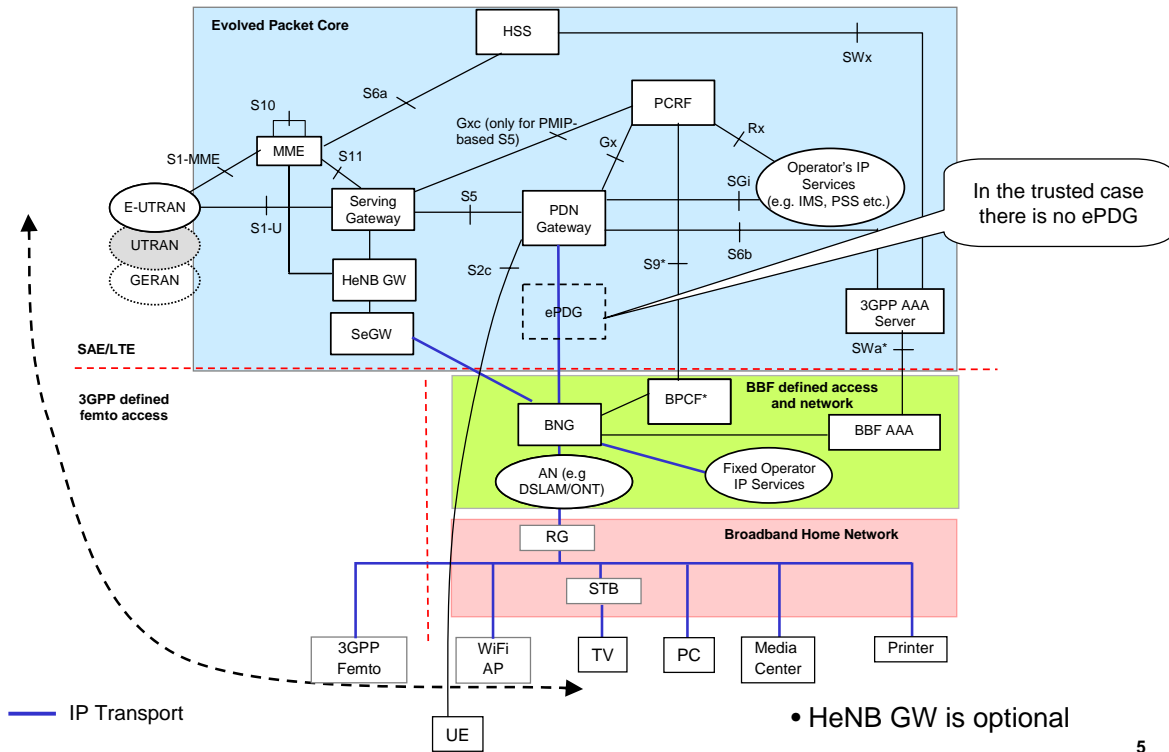 Evolved Packet Core
HSS
SWx
S6a
PCRF
S10
Gxc (only for PMIP-
based S5)
Rx
Gx
S1-MME
MME
S11
Operator's IP
Services
(e.g. IMS, PSS etc.)
In the trusted case
there is no ePDG
E-UTRAN
Serving
Gateway
S5
PDN
Gateway
SGi
S1-U
UTRAN
S6b
S2c
S9*
GERAN
HeNB GW
ePDG
3GPP AAA
Server
SeGW
SWa*
SAE/LTE
3GPP defined
femto access
BBF defined access
and network
BPCF*
BNG
BBF AAA
AN (e.g
DSLAM/ONT)
Fixed Operator
IP Services
RG
Broadband Home Network
STB
3GPP
Femto
WiFi
AP
TV
PC
Media
Center
Printer
IP Transport
UE
• HeNB GW is optional
5